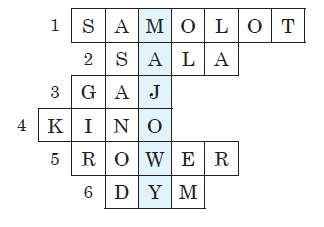 1 SAMOLOT
2 SALA
3 GAJ
4 KINO
5 ROWER
6 DYM